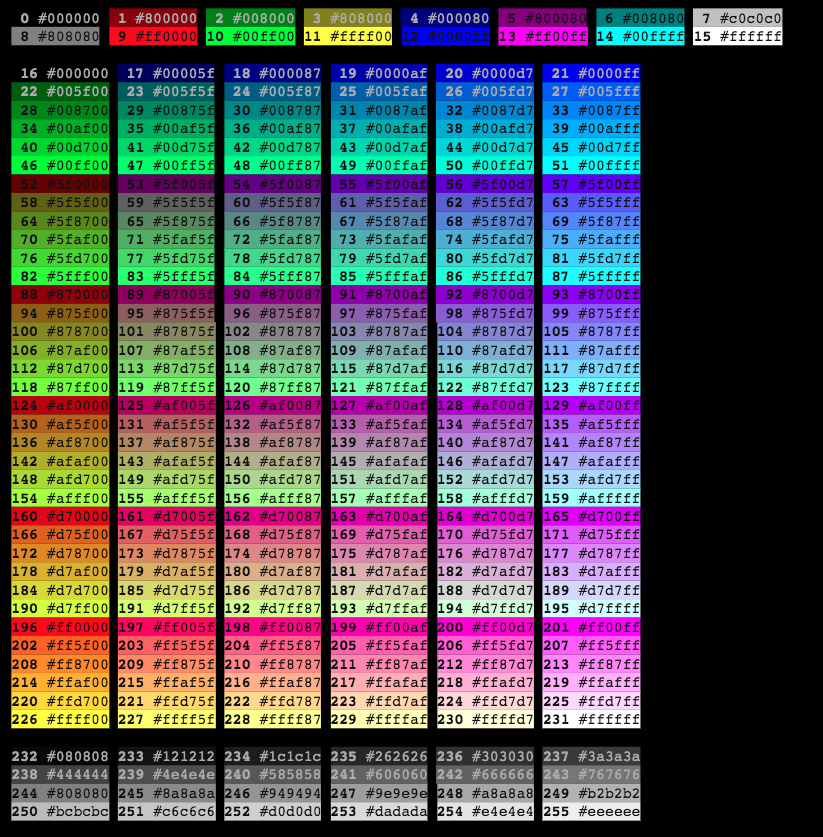 0 #000000 1 #800000 2 #008000 3 #808000 4 #000080 5 #800080 6 #008080 7 #c0c0c0
8 #808080 9 #ff0000 10 #00ff00 11 #ffff00 12 #0000ff 13 #ff00ff 14 #00ffff 15 #ffffff
16 #000000 17 #00005f 18 #000087 19 #0000af 20 #0000d7 21 #0000ff
22 #005f00 23 #005f5f 24 #005f87 25 #005faf 26 #005fd7 27 #005fff
28 #008700 29 #00875f 30 #008787 31 #0087af 32 #0087d7 33 #0087ff
34 #00af00 35 #00af5f 36 #00af87 37 #00afaf 38 #00afd7 39 #00afff
40 #00d700 41 #00d75f 42 #00d787 43 #00d7af 44 #00d7d7 45 #00d7ff
46 #00ff00 47 #00ff5f 48 #00ff87 49 #00ffaf 50 #00ffd7 51 #00ffff
52 #5f0000 53 #5f005f 54 #5f0087 55 #5f00af 56 #5f00d7 57 #5f00ff
58 #5f5f00 59 #5f5f5f 60 #5f5f87 61 #5f5faf 62 #5f5fd7 63 #5f5fff
64 #5f8700 65 #5f875f 66 #5f8787 67 #5f87af 68 #5f87d7 69 #5f87ff
70 #5faf00 71 #5faf5f 72 #5faf87 73 #5fafaf 74 #5fafd7 75 #5fafff
76 #5fd700 77 #5fd75f 78 #5fd787 79 #5fd7af 80 #5fd7d7 81 #5fd7ff
82 #5fff00 83 #5fff5f 84 #5fff87 85 #5fffaf 86 #5fffd7 87 #5fffff
88 #870000 89 #87005f 90 #870087 91 #8700af 92 #8700d7 93 #8700ff
94 #875f00 95 #875f5f 96 #875f87 97 #875faf 98 #875fd7 99 #875fff
100 #878700 101 #87875f 102 #878787 103 #8787af 104 #8787d7 105 #8787ff
106 #87af00 107 #87af5f 108 #87af87 109 #87afaf 110 #87afd7 111 #87afff
112 #87d700 113 #87d75f 114 #87d787 115 #87d7af 116 #87d7d7 117 #87d7ff
118 #87ff00 119 #87ff5f 120 #87ff87 121 #87ffaf 122 #87ffd7 123 #87ffff
124 #af0000 125 #af005f 126 #af0087 127 #af00af 128 #af00d7 129 #af00ff
130 #af5f00 131 #af5f5f 132 #af5f87 133 #af5faf 134 #af5fd7 135 #af5fff
136 #af8700 137 #af875f 138 #af8787 139 #af87af 140 #af87d7 141 #af87ff
142 #afaf00 143 #afaf5f 144 #afaf87 145 #afafaf 146 #afafd7 147 #afafff
148 #afd700 149 #afd75f 150 #afd787 151 #afd7af 152 #afd7d7 153 #afd7ff
154 #afff00 155 #afff5f 156 #afff87 157 #afffaf 158 #afffd7 159 #afffff
160 #d70000 161 #d7005f 162 #d70087 163 #d700af 164 #d700d7 165 #d700ff
166 #d75f00 167 #d75f5f 168 #d75f87 169 #d75faf 170 #d75fd7 171 #d75fff
172 #d78700 173 #d7875f 174 #d78787 175 #d787af 176 #d787d7 177 #d787ff
178 #d7af00 179 #d7af5f 180 #d7af87 181 #d7afaf 182 #d7afd7 183 #d7afff
184 #d7d700 185 #d7d75f 186 #d7d787 187 #d7d7af 188 #d7d7d7 189 #d7d7ff
190 #d7ff00 191 #d7ff5f 192 #d7ff87 193 #d7ffaf 194 #d7ffd7 195 #d7ffff
196 #ff0000 197 #ff005f 198 #ff0087 199 #ff00af 200 #ff00d7 201 #ff00ff
202 #ff5f00 203 #ff5f5f 204 #ff5f87 205 #ff5faf 206 #ff5fd7 207 #ff5fff
208 #ff8700 209 #ff875f 210 #ff8787 211 #ff87af 212 #ff87d7 213 #ff87ff
214 #ffaf00 215 #ffaf5f 216 #ffaf87 217 #ffafaf 218 #ffafd7 219 #ffafff
220 #ffd700 221 #ffd75f 222 #ffd787 223 #ffd7af 224 #ffd7d7 225 #ffd7ff
226 #ffff00 227 #ffff5f 228 #ffff87 229 #ffffaf 230 #ffffd7 231 #ffffff
232 #080808 233 #121212 234 #1c1c1c 235 #262626 236 #303030 237 #3a3a3a
238 #444444 239 #4e4e4e 240 #585858 241 #606060 242 #666666 243 #767676
244 #808080 245 #8a8a8a 246 #949494 247 #9e9e9e 248 #a8a8a8 249 #b2b2b2
250 #bcbcbc 251 #c6c6c6 252 #d0d0d0 253 #dadada 254 #e4e4e4 255 #eeeeee